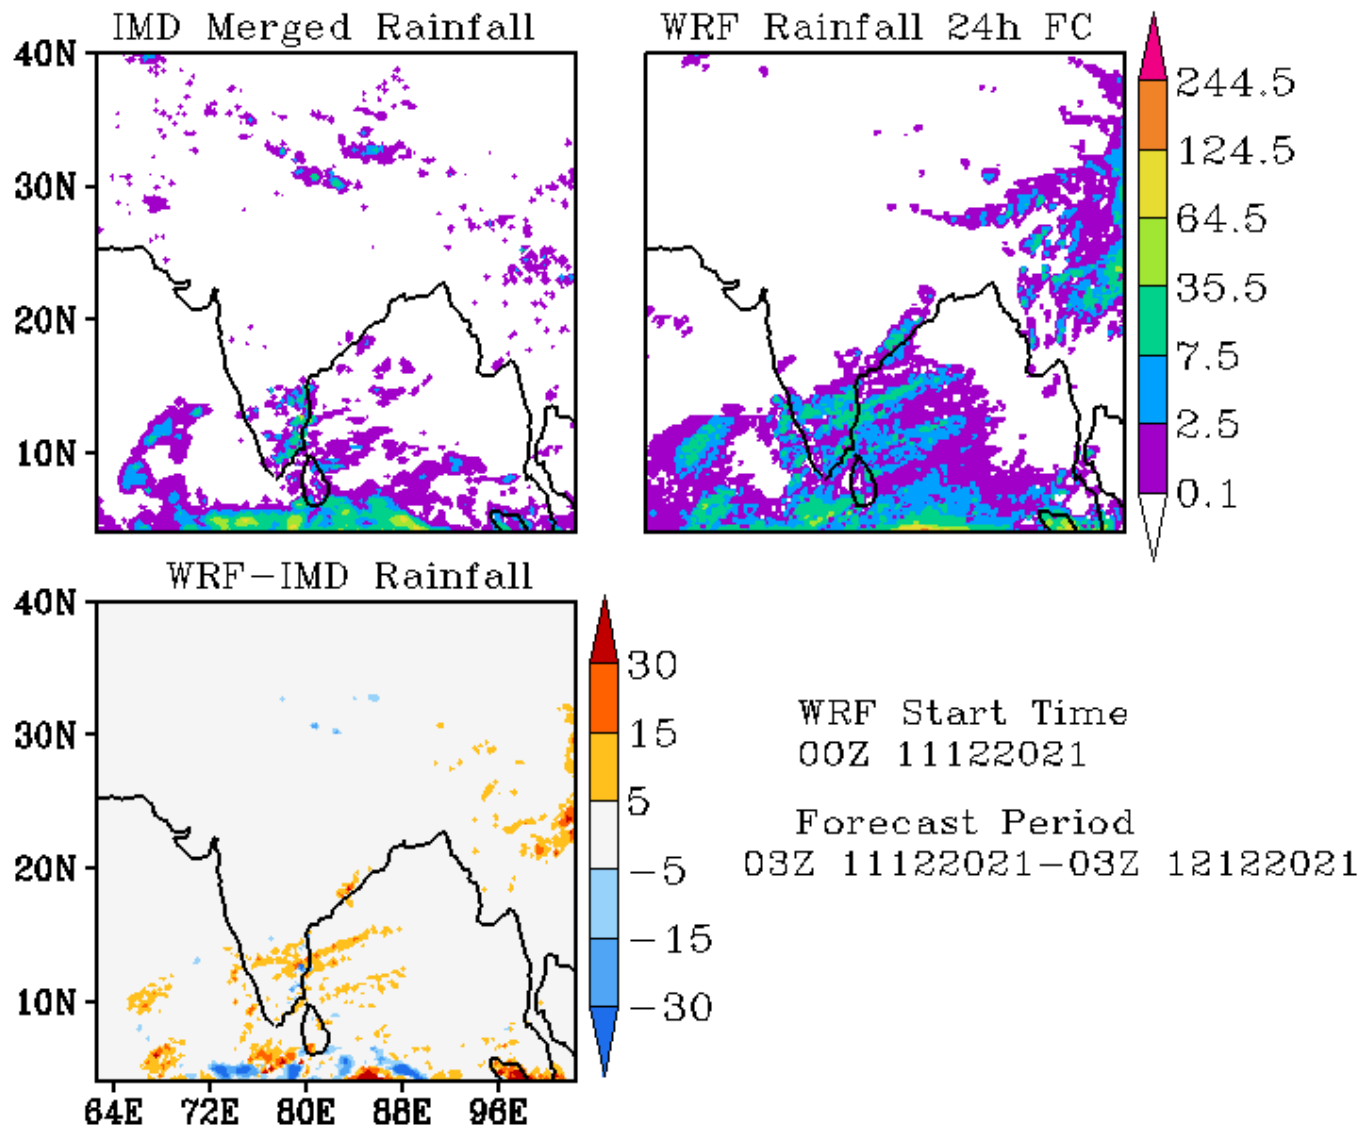 IMD Merged Rainfall
WRF Rainfall 24h FC
40N
30N
20N
10N
244.5
124.5
64.5
35.5
7.5
2.5
0.1
WRF-IMD Rainfall
40N
30N
20N
10N
64E 72E 80E 88E 96E
30
15
5
-5
-15
-30
WRF Start Time
00Z 11122021
Forecast Period
03Z 11122021-03Z 12122021